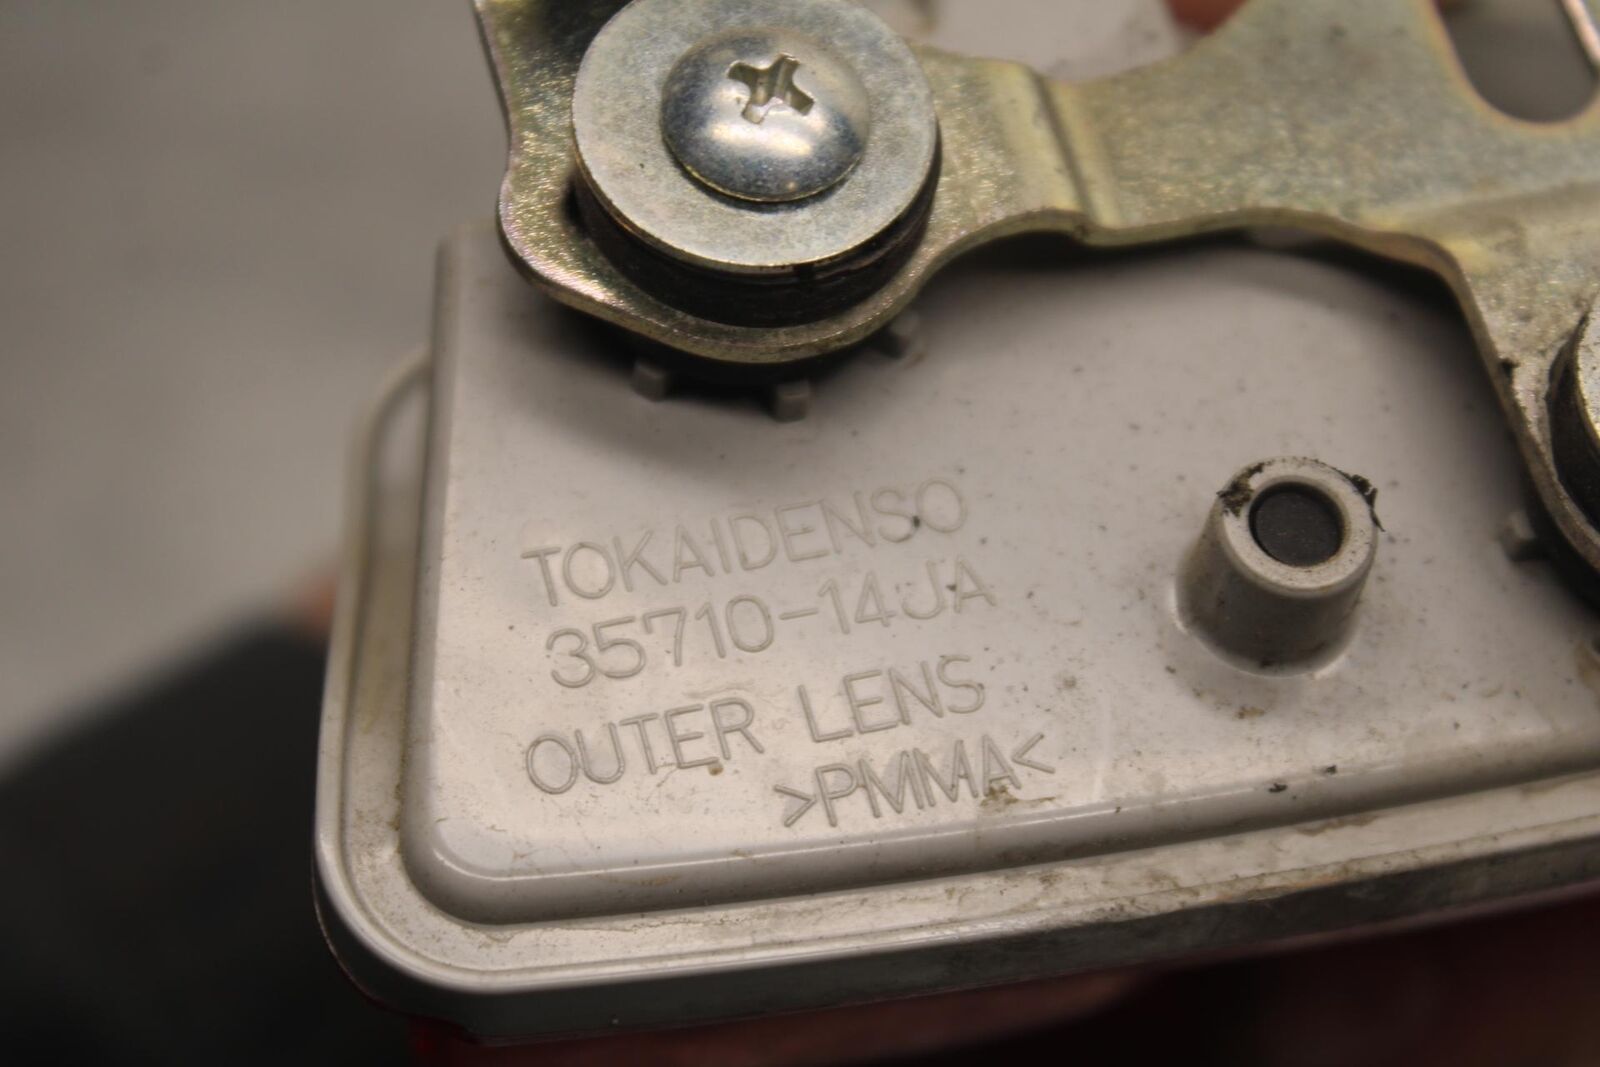 TOKAIDENSO
35710-14JA
OUTER LENS
>PMMA<